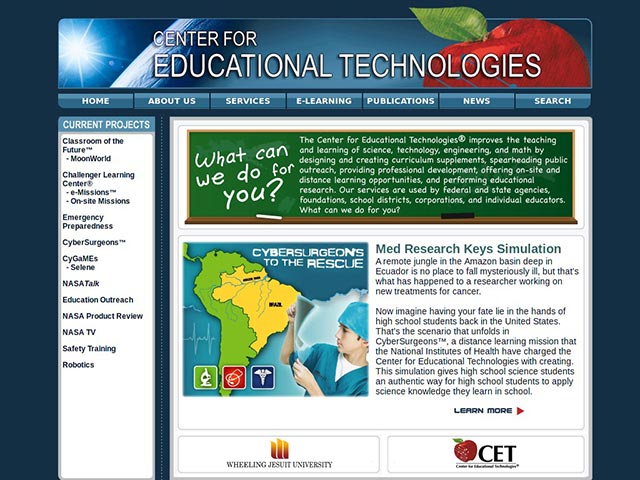 CENTER FOR
EDUCATIONAL TECHNOLOGIES
HOME
ABOUT US
SERVICES
E-LEARNING
PUBLICATIONS
NEWS
SEARCH
CURRENT PROJECTS
Classroom of the
Future™
- MoonWorld
Challenger Learning
Center®
- e-Missions™
- On-site Missions
Emergency
Preparedness
CyberSurgeons™
CyGaMEs
- Selene
NASATalk
Education Outreach
NASA Product Review
NASA TV
Safety Training
Robotics
What can
we do for
you?
The Center for Educational Technologies® improves the teaching
and learning of science, technology, engineering, and math by
designing and creating curriculum supplements, spearheading public
outreach, providing professional development, offering on-site and
distance learning opportunities, and performing educational
research. Our services are used by federal and state agencies,
foundations, school districts, corporations, and individual educators.
What can we do for you?
CYBERSURGEONS
TO THE RESCUE
BRAZIL
Med Research Keys Simulation
A remote jungle in the Amazon basin deep in
Ecuador is no place to fall mysteriously ill, but that's
what has happened to a researcher working on
new treatments for cancer.
Now imagine having your fate lie in the hands of
high school students back in the United States.
That's the scenario that unfolds in
CyberSurgeons™, a distance learning mission that
the National Institutes of Health have charged the
Center for Educational Technologies with creating.
This simulation gives high school science students
an authentic way for high school students to apply
science knowledge they learn in school.
LEARN MORE
WHEELING JESUIT UNIVERSITY
CET
Center for Educational Technologies®